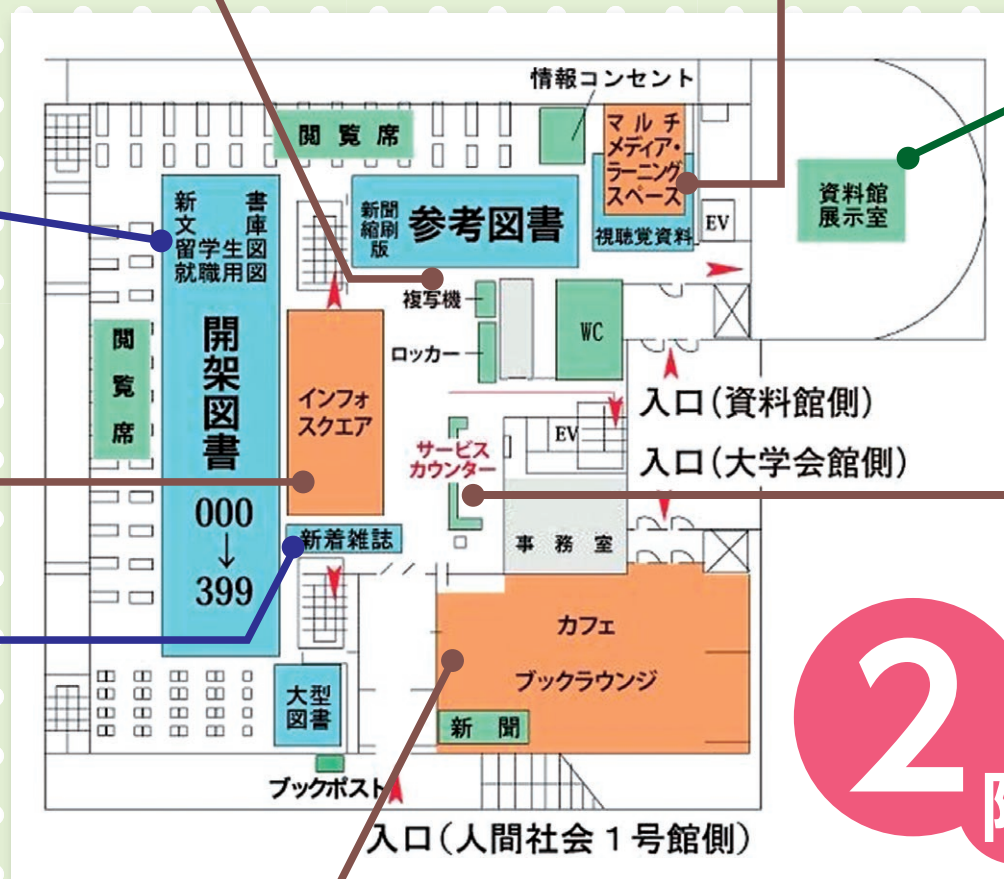 情報コンセント
閲覧席
マルチ
メディア・
ラーニング
スペース
視聴覚資料
EV
資料館
展示室
新書
文庫
留学生図
就職用図
新聞
縮刷
版
参考図書
複写機
ロッカー
WC
閲
覧
席
開架図書
000
↓
399
インフォ
スクエア
入口(資料館側)
サービス
カウンター
EV
入口(大学会館側)
新着雑誌
事務室
カフェ
ブックラウンジ
新聞
大型
図書
ブックポスト
入口(人間社会1号館側)
2